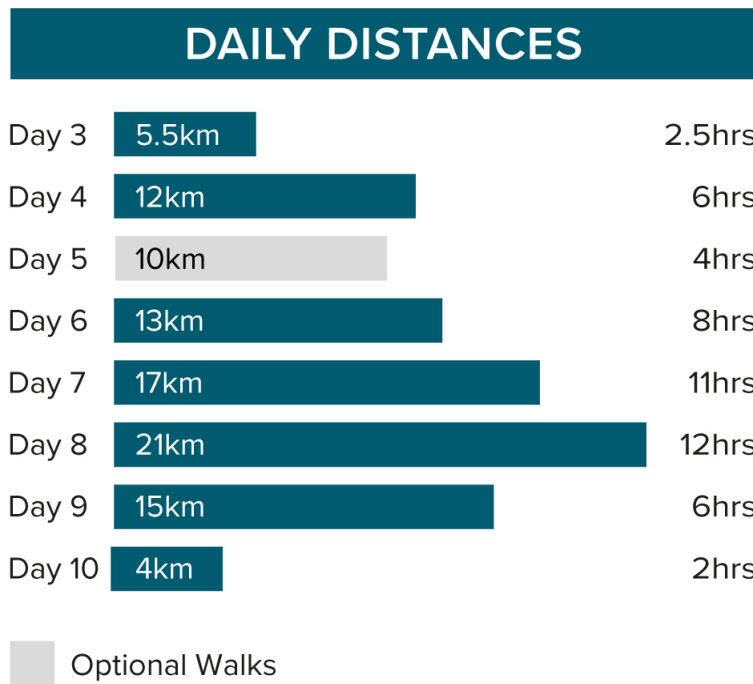 DAILY DISTANCES
Day 3 5.5km 2.5hrs
Day 4 12km 6hrs
Day 5 10km 4hrs
Day 6 13km 8hrs
Day 7 17km 11hrs
Day 8 21km 12hrs
Day 9 15km 6hrs
Day 10 4km 2hrs
Optional Walks